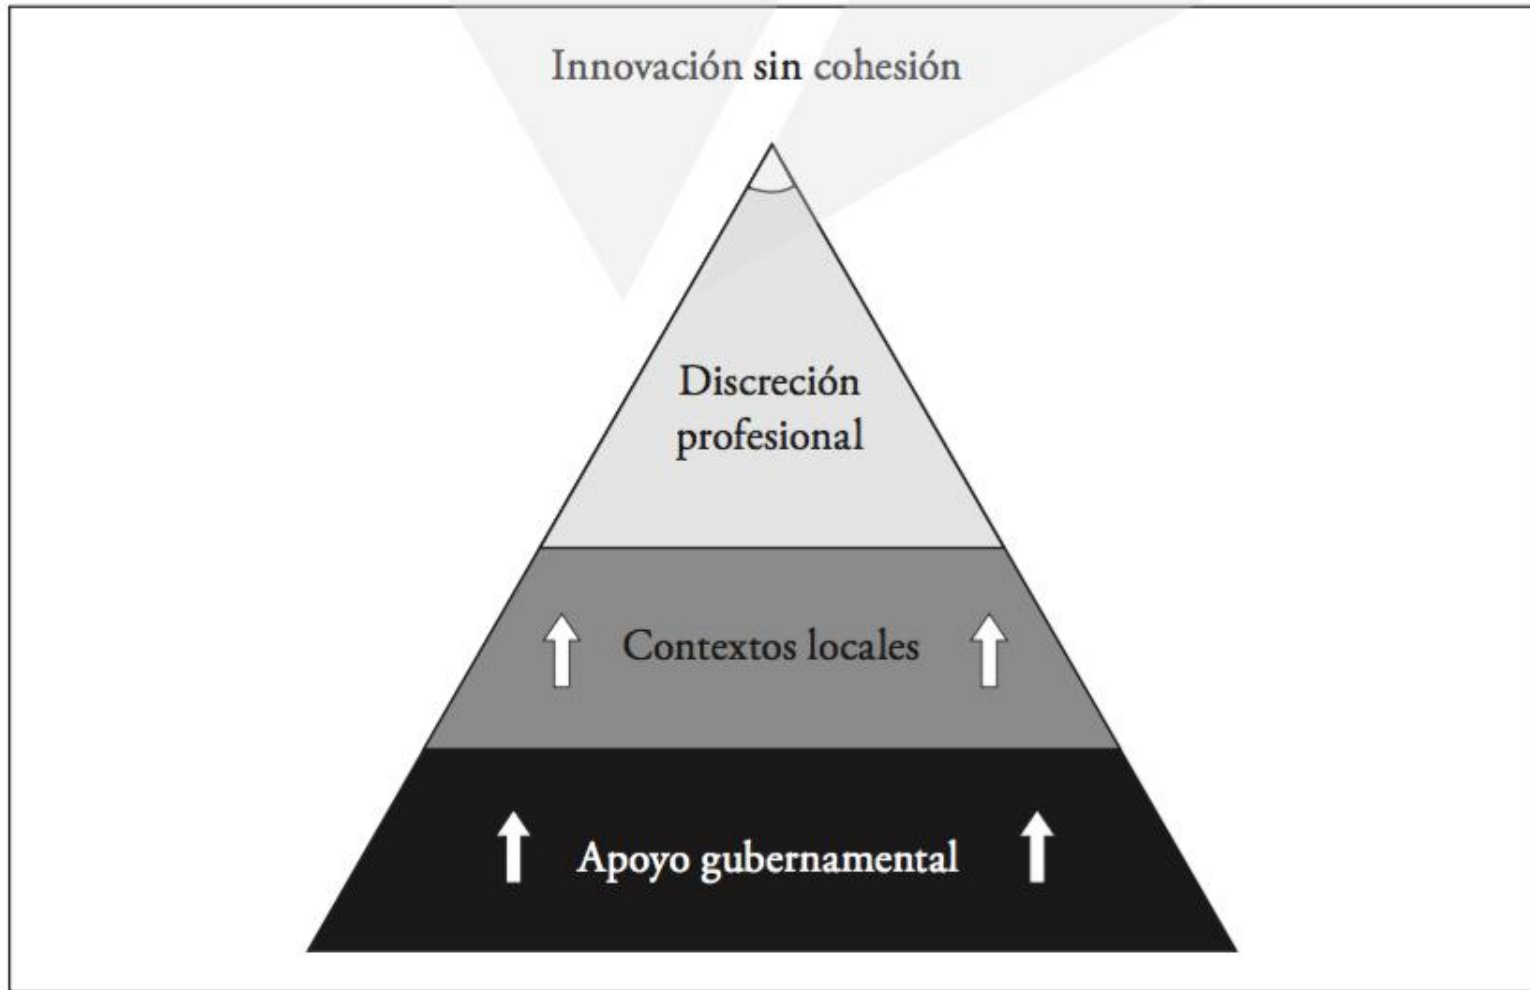 Innovación sin cohesión
Discreción
profesional
Contextos locales
Apoyo gubernamental